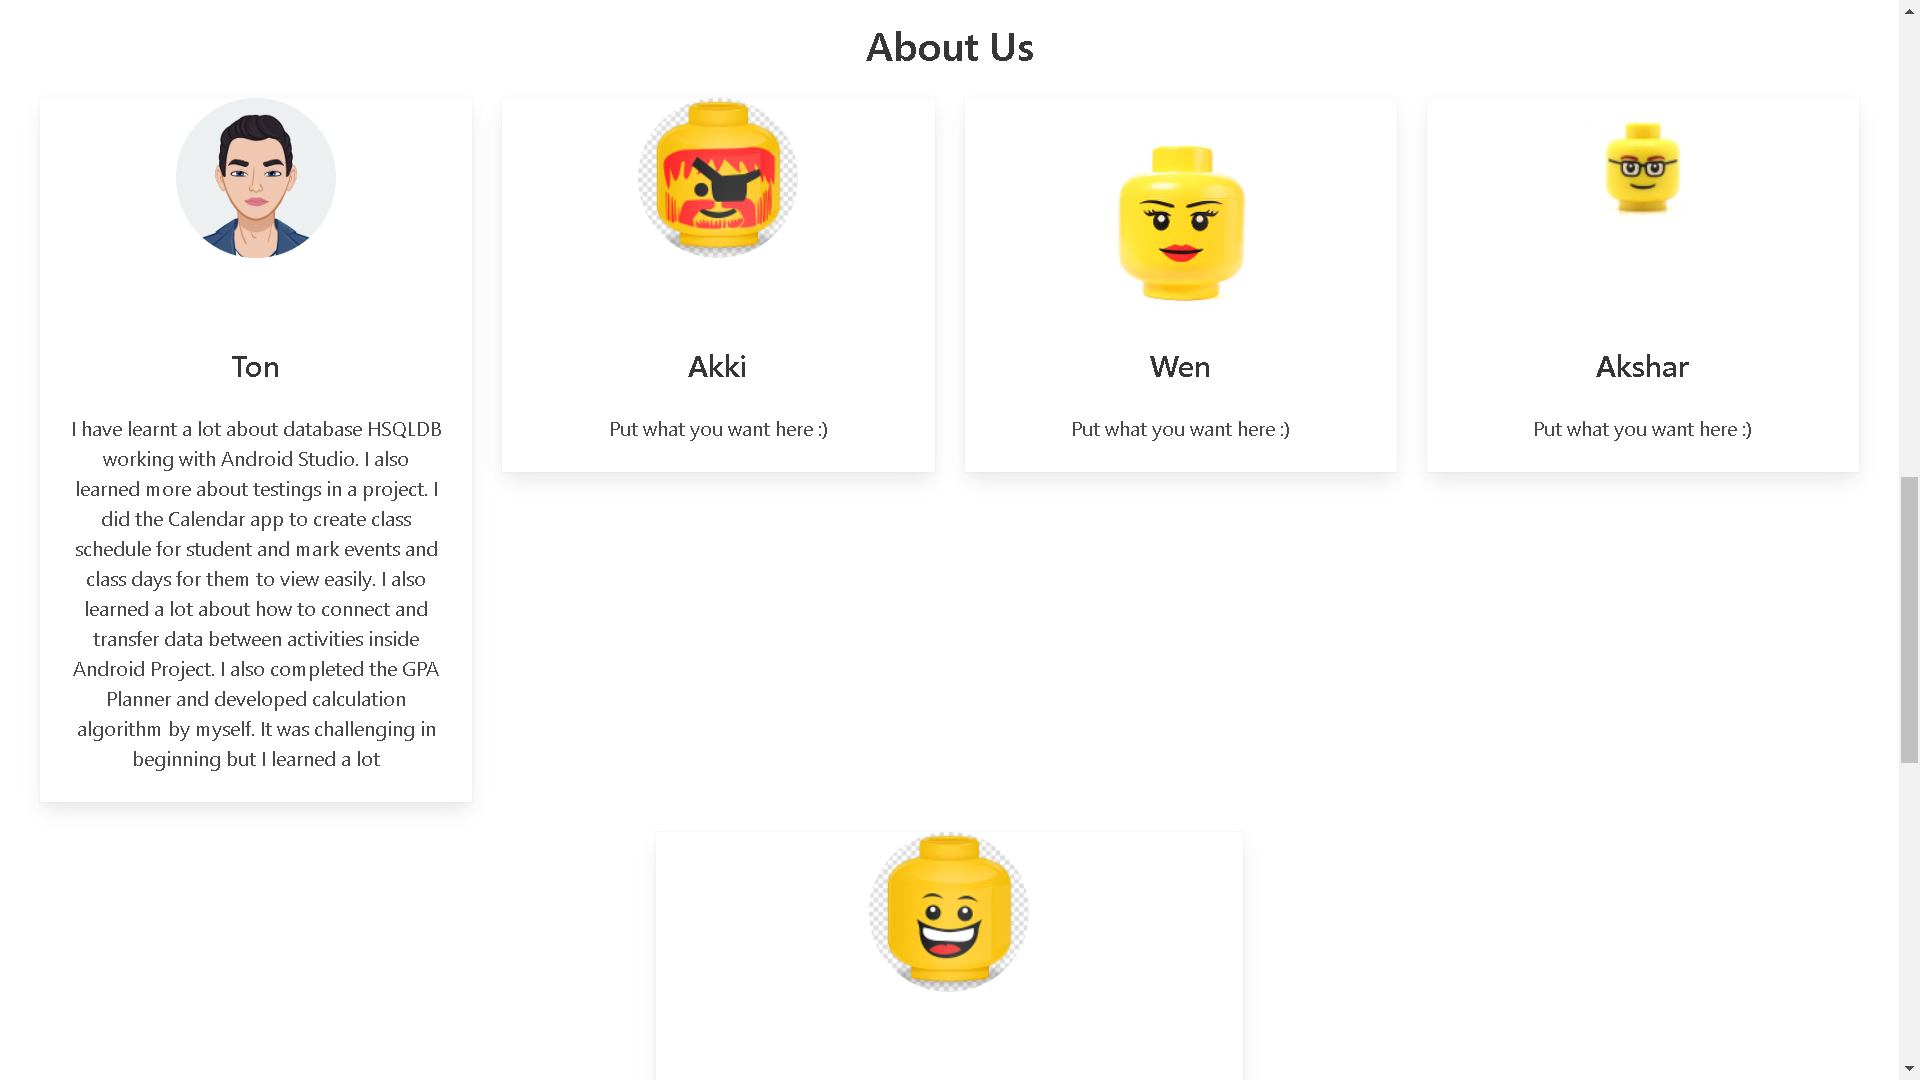 About Us
Ton
I have learnt a lot about database HSQLDB
working with Android Studio. I also
learned more about testings in a project. I
did the Calendar app to create class
schedule for student and mark events and
class days for them to view easily. I also
learned a lot about how to connect and
transfer data between activities inside
Android Project. I also completed the GPA
Planner and developed calculation
algorithm by myself. It was challenging in
beginning but I learned a lot
Akki
Put what you want here :)
Wen
Put what you want here :)
Akshar
Put what you want here :)